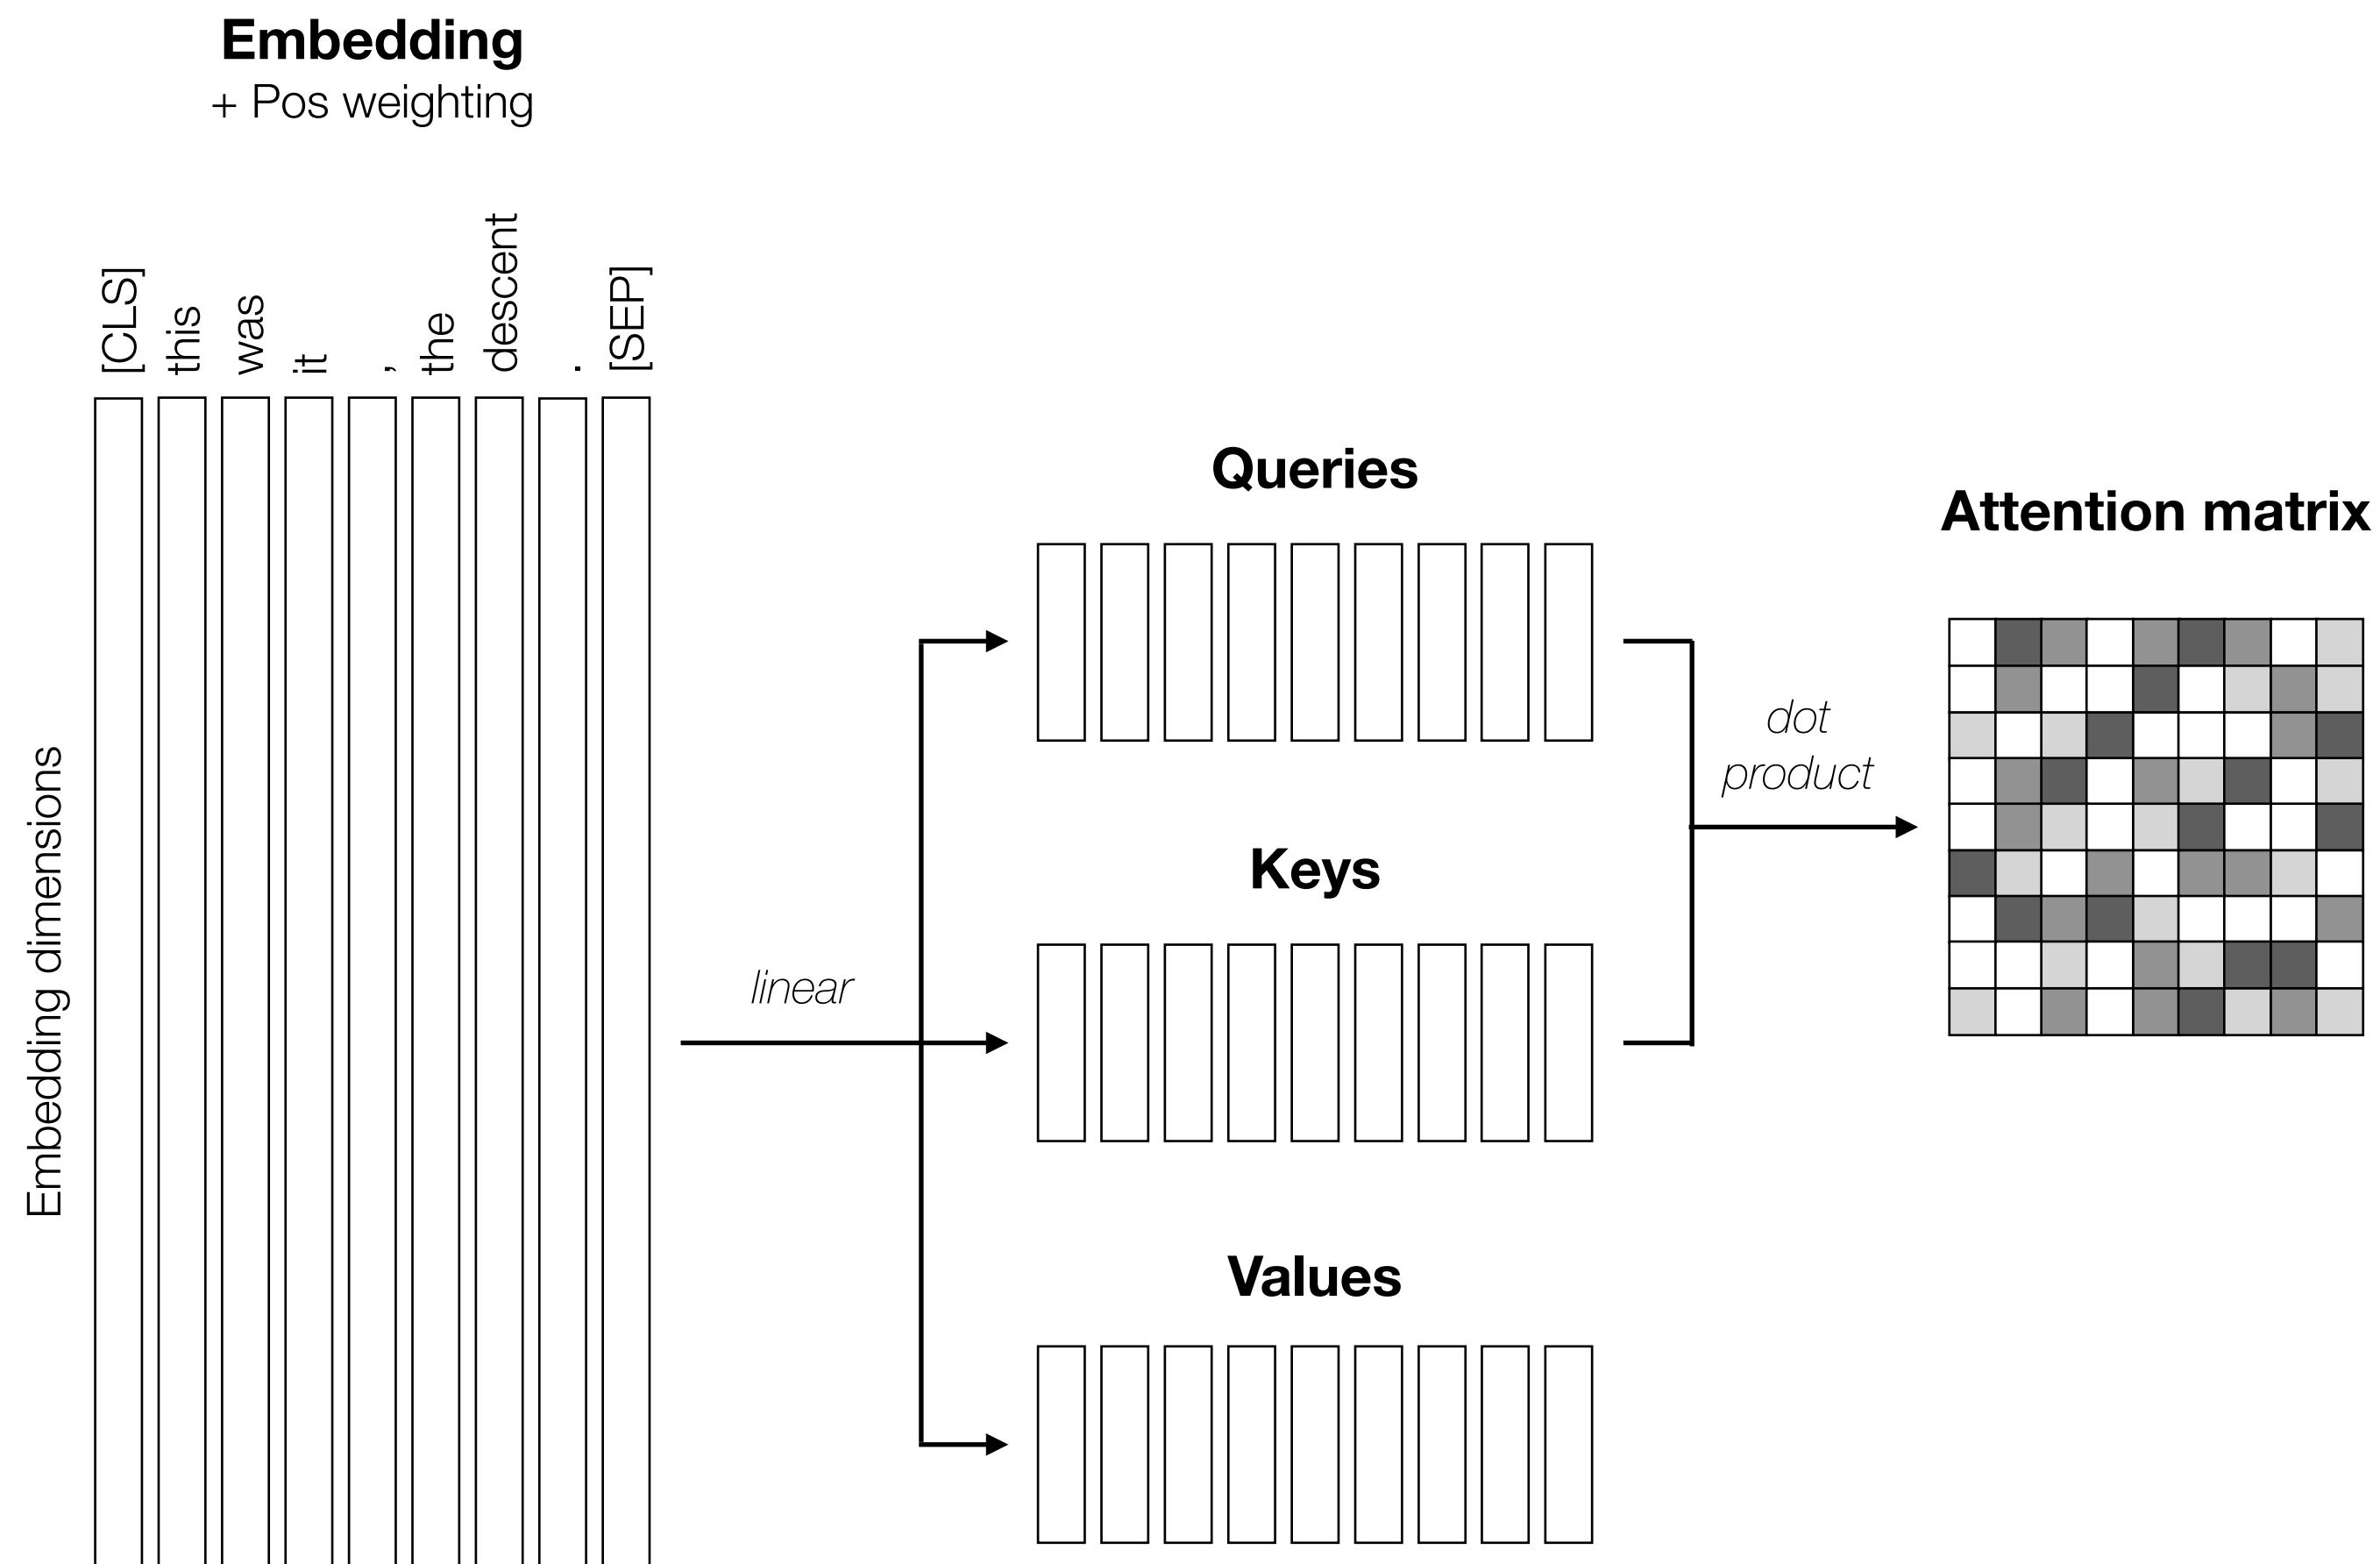 Embedding
+ Pos weighting
[CLS]
this
was
it
,
the
descent
.
[SEP]
Embedding dimensions
linear
Queries
Keys
Values
dot
product
Attention matrix